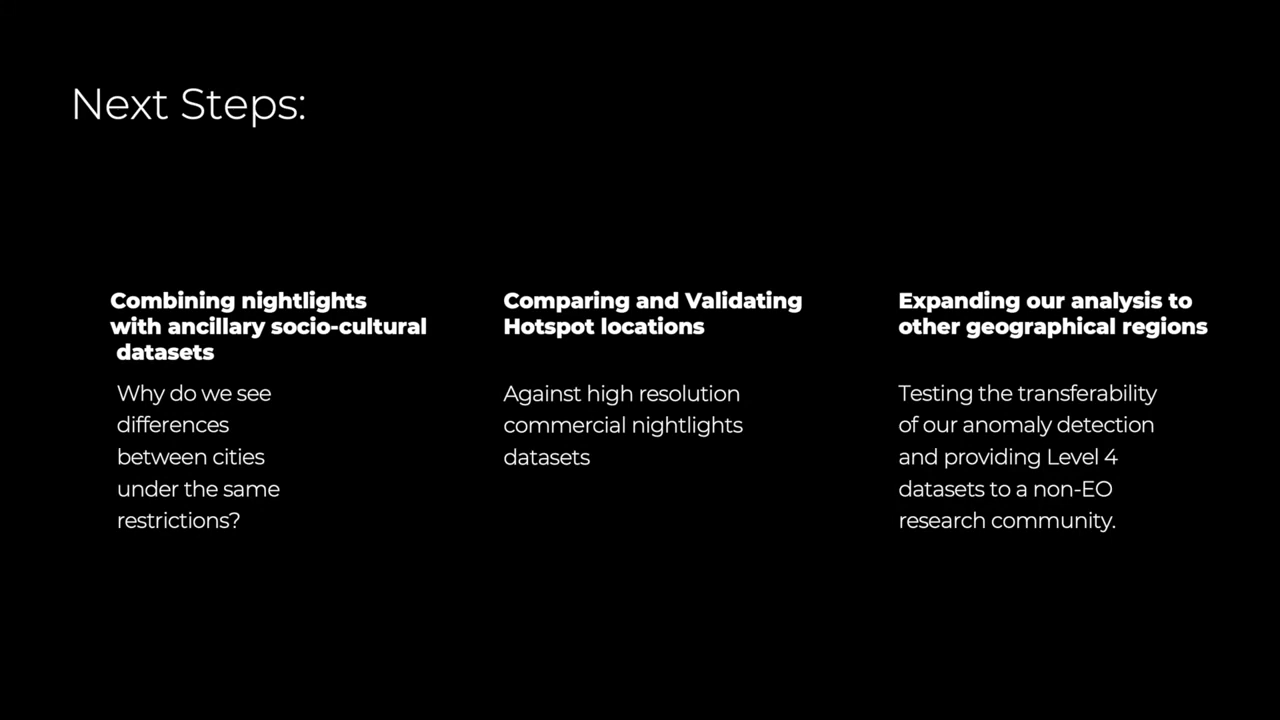 Next Steps:
Combining nightlights
with ancillary socio-cultural
datasets
Why do we see
differences
between cities
under the same
restrictions?
Comparing and Validating
Hotspot locations
Against high resolution
commercial nightlights
datasets
Expanding our analysis to
other geographical regions
Testing the transferability
of our anomaly detection
and providing Level 4
datasets to a non-EO
research community.